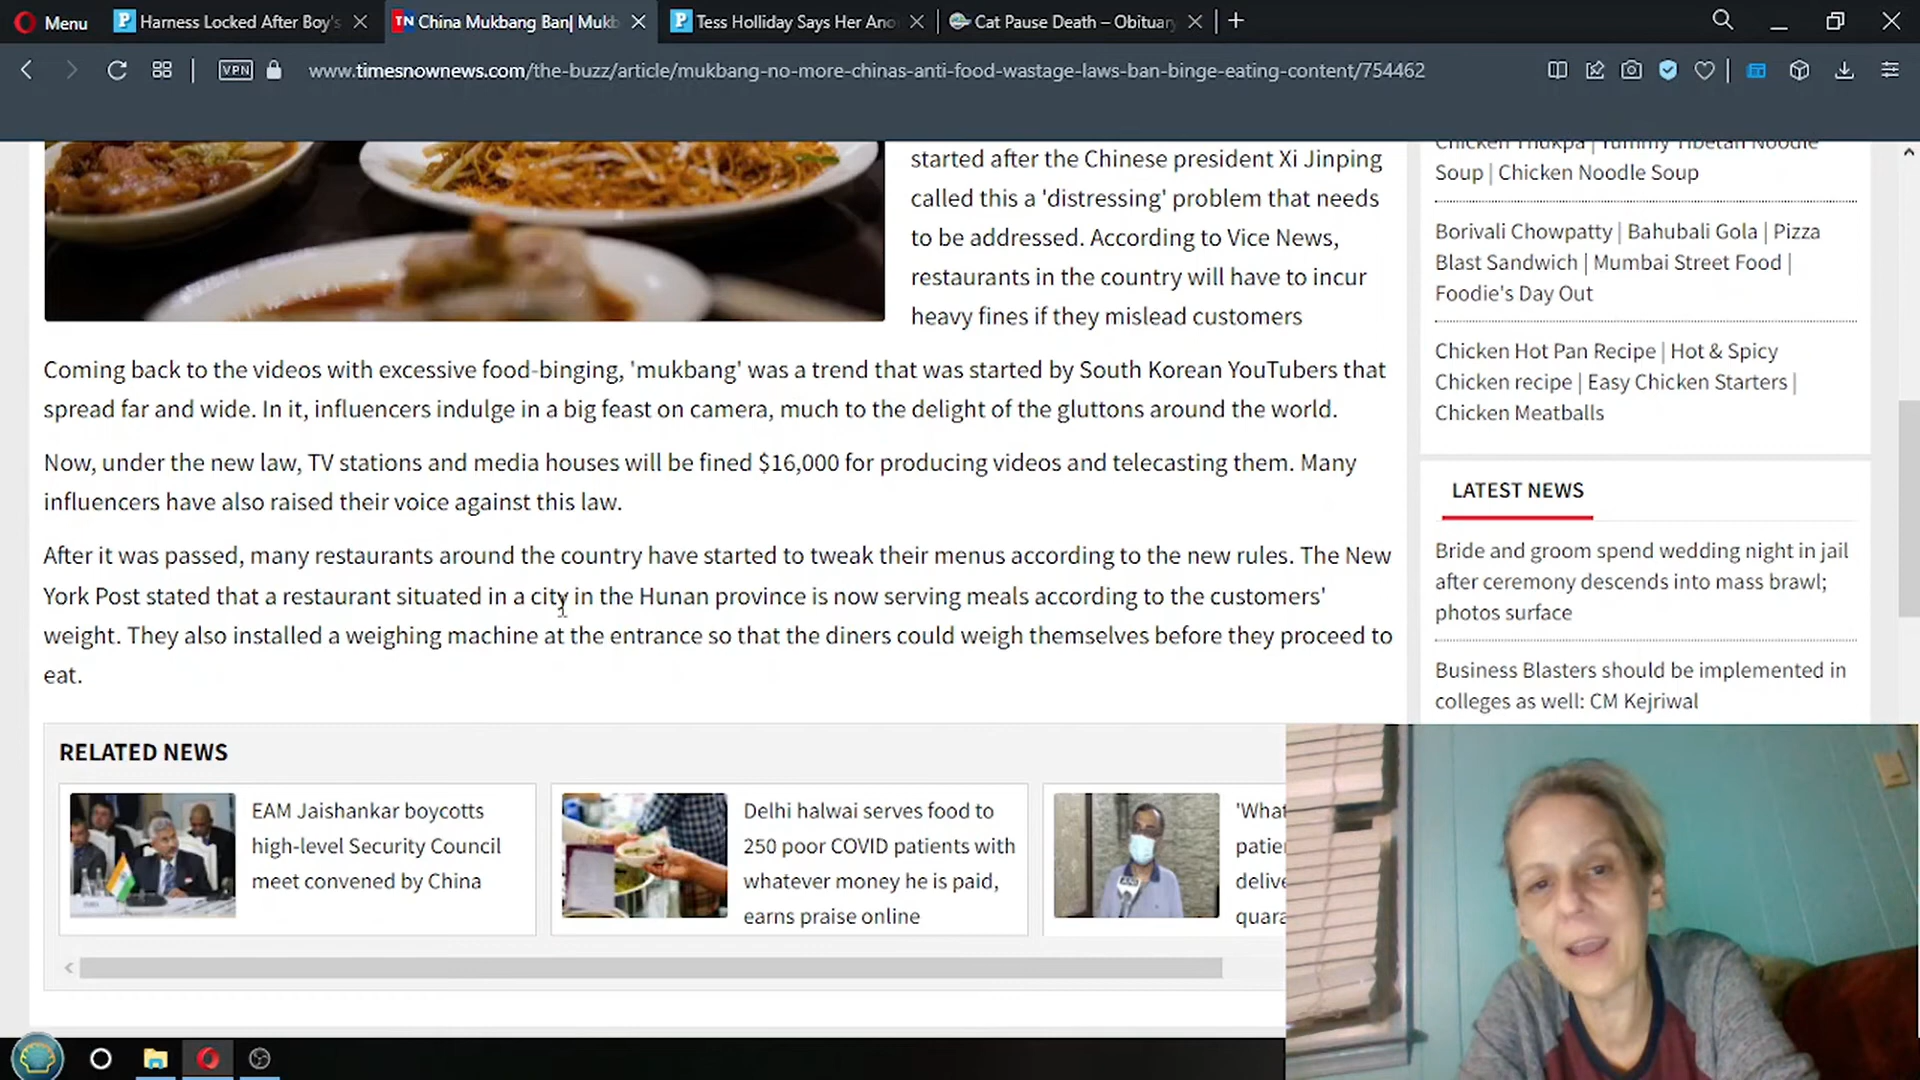 Menu
Harness Locked After Boy's
China Mukbang Ban| Mukb
Tess Holliday Says Her Ano
Cat Pause Death – Obituary
VPN
www.timesnownews.com/the-buzz/article/mukbang-no-more-chinas-anti-food-wastage-laws-ban-binge-eating-content/754462
started after the Chinese president Xi Jinping
called this a 'distressing' problem that needs
to be addressed. According to Vice News,
restaurants in the country will have to incur
heavy fines if they mislead customers
Coming back to the videos with excessive food-binging, 'mukbang' was a trend that was started by South Korean YouTubers that
spread far and wide. In it, influencers indulge in a big feast on camera, much to the delight of the gluttons around the world.
Now, under the new law, TV stations and media houses will be fined $16,000 for producing videos and telecasting them. Many
influencers have also raised their voice against this law.
After it was passed, many restaurants around the country have started to tweak their menus according to the new rules. The New
York Post stated that a restaurant situated in a city in the Hunan province is now serving meals according to the customers'
weight. They also installed a weighing machine at the entrance so that the diners could weigh themselves before they proceed to
eat.
Chicken Thukpa | Yummy Tibetan Noodle
Soup | Chicken Noodle Soup
Borivali Chowpatty | Bahubali Gola | Pizza
Blast Sandwich | Mumbai Street Food |
Foodie's Day Out
Chicken Hot Pan Recipe | Hot & Spicy
Chicken recipe | Easy Chicken Starters |
Chicken Meatballs
LATEST NEWS
Bride and groom spend wedding night in jail
after ceremony descends into mass brawl;
photos surface
Business Blasters should be implemented in
colleges as well: CM Kejriwal
RELATED NEWS
EAM Jaishankar boycotts
high-level Security Council
meet convened by China
Delhi halwai serves food to
250 poor COVID patients with
whatever money he is paid,
earns praise online
'What
patie
delive
quara